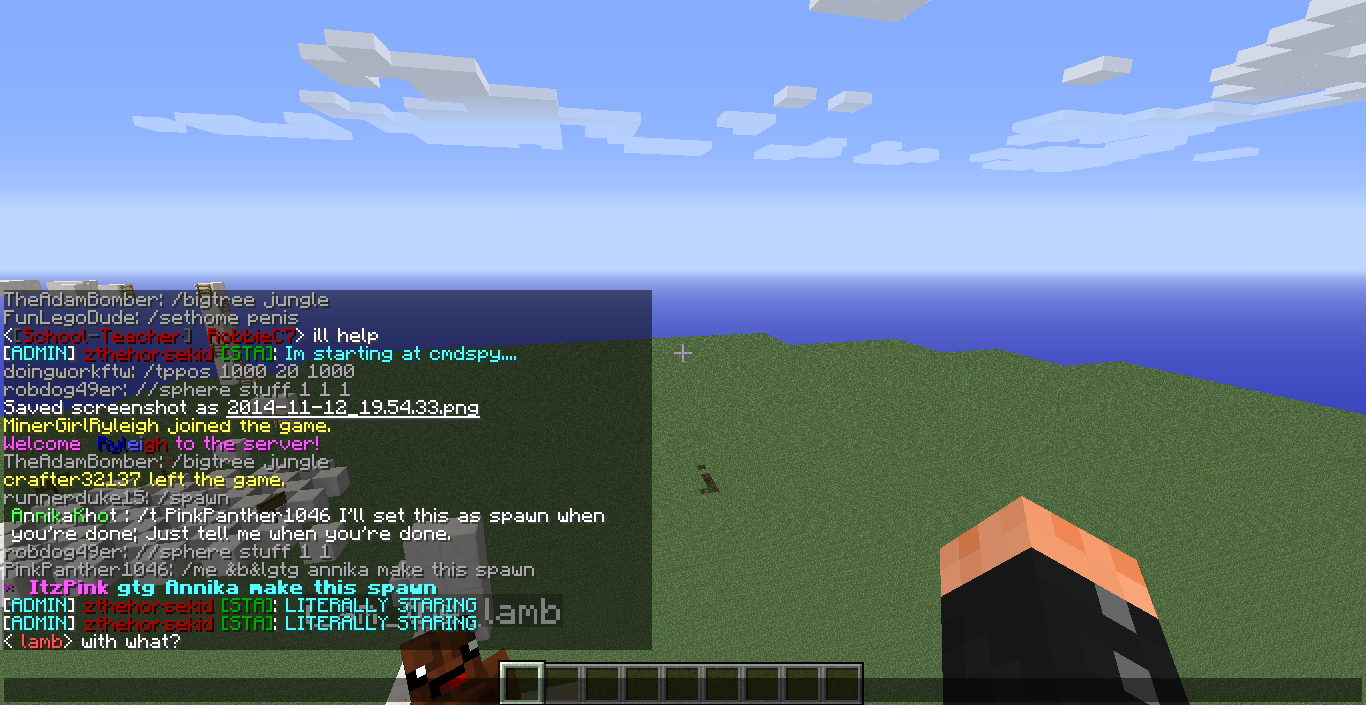 TheAdamBomber: /bigtree jungle
FunLegoDude: /sethome penis
<[School-Teacher] RobbieC7> ill help
[ADMIN] zthehorsekid [STA]: Im starting at cmdspy....
doingworkftw: /tppos 1000 20 1000
robdog49er: //sphere stuff 1 1 1
Saved screenshot as 2014-11-12_19.54.33.png
MinerGirlRyleigh joined the game.
Welcome Ryleigh to the server!
TheAdamBomber: /bigtree jungle
crafter32137 left the game.
runnerduke15: /spawn
AnnikaKhot : /t PinkPanther1046 I'll set this as spawn when
you're done; Just tell me when you're done.
robdog49er: //sphere stuff 1 1
PinkPanther1046: /me &b&lgtg annika make this spawn
* ItzPink gtg Annika make this spawn
[ADMIN] zthehorsekid [STA]: LITERALLY STARING
[ADMIN] zthehorsekid [STA]: LITERALLY STARING
lamb
< lamb> with what?